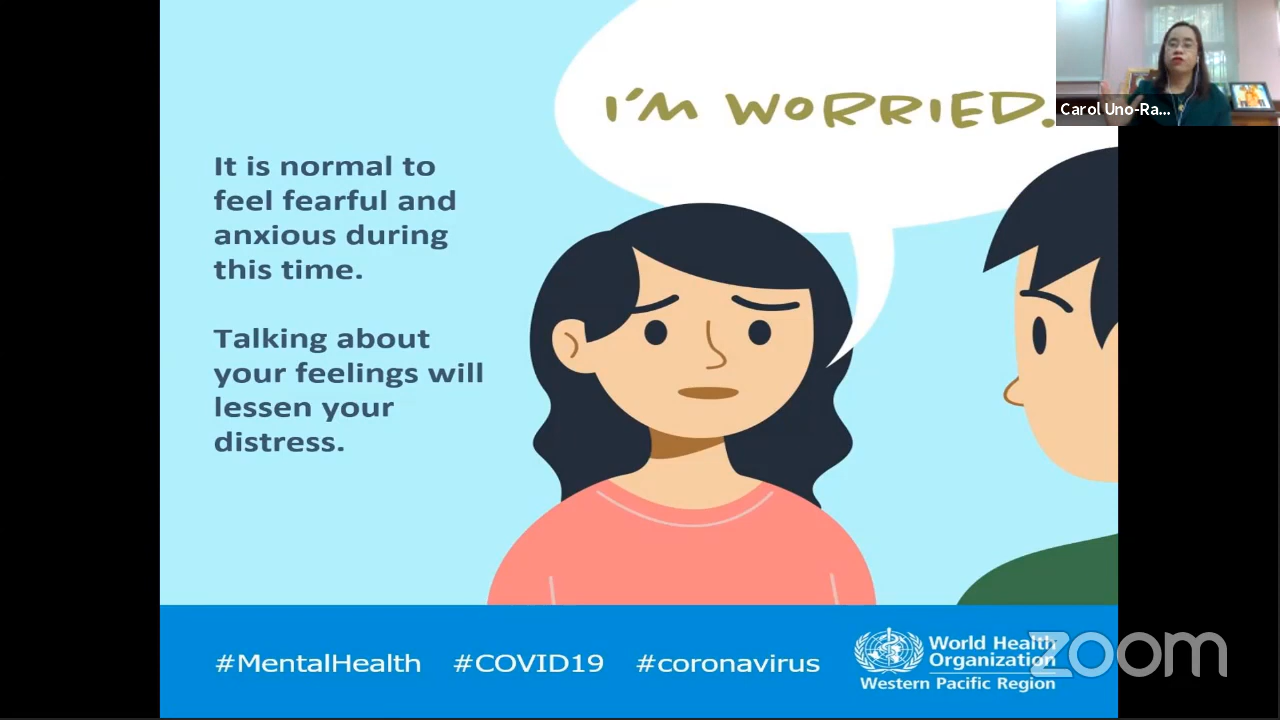 I'M WORRIED.
Carol Uno-Ra...
It is normal to
feel fearful and
anxious during
this time.
Talking about
your feelings will
lessen your
distress.
#MentalHealth #COVID19 #coronavirus
World Health
Organization
Western Pacific Region
zoom